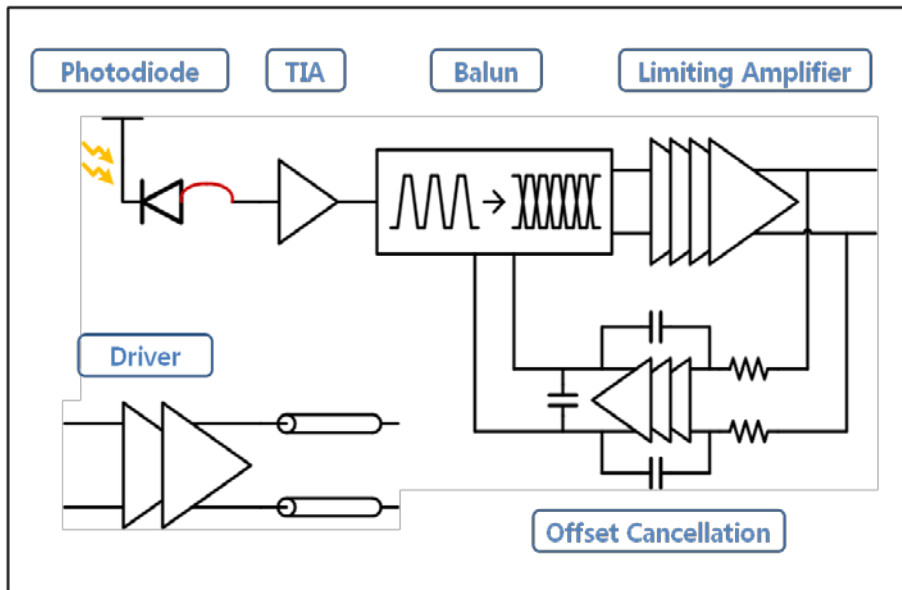 Photodiode
TIA
Balun
Limiting Amplifier
Driver
Offset Cancellation